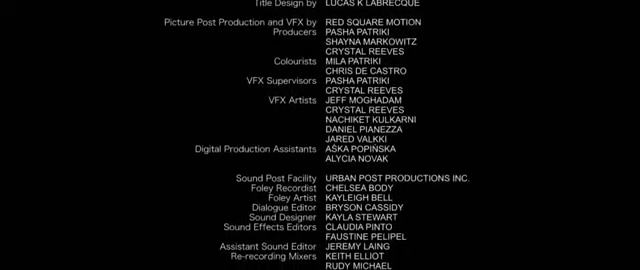 Title Design by LUCAS K LABRECQUE
Picture Post Production and VFX by RED SQUARE MOTION
Producers PASHA PATRIKI
SHAYNA MARKOWITZ
CRYSTAL REEVES
Colourists MILA PATRIKI
CHRIS DE CASTRO
VFX Supervisors PASHA PATRIKI
CRYSTAL REEVES
VFX Artists JEFF MOGHADAM
CRYSTAL REEVES
NACHIKET KULKARNI
DANIEL PIANEZZA
JARED VALKKI
Digital Production Assistants AŠKA POPIŃSKA
ALYCIA NOVAK
Sound Post Facility URBAN POST PRODUCTIONS INC.
Foley Recordist CHELSEA BODY
Foley Artist KAYLEIGH BELL
Dialogue Editor BRYSON CASSIDY
Sound Designer KAYLA STEWART
Sound Effects Editors CLAUDIA PINTO
FAUSTINE PELIPEL
Assistant Sound Editor JEREMY LAING
Re-recording Mixers KEITH ELLIOT
RUDY MICHAEL